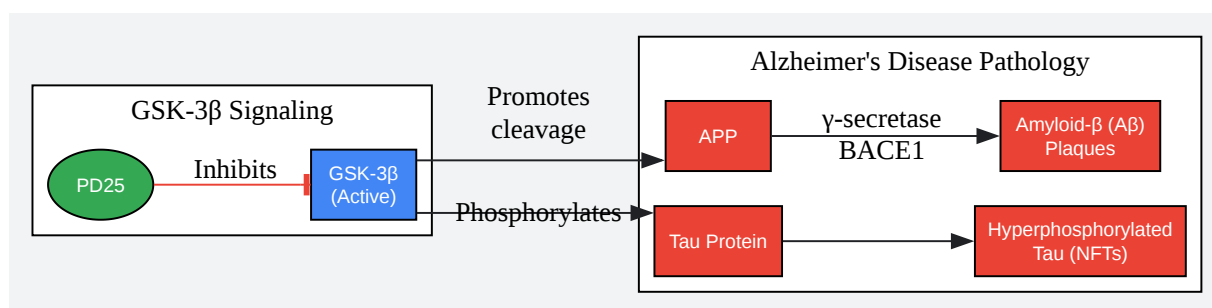 GSK-3β Signaling
PD25
Inhibits
GSK-3β
(Active)
Promotes
cleavage
Phosphorylates
Alzheimer's Disease Pathology
APP
γ-secretase
BACE1
Amyloid-β (Aβ)
Plaques
Tau Protein
Hyperphosphorylated
Tau (NFTs)